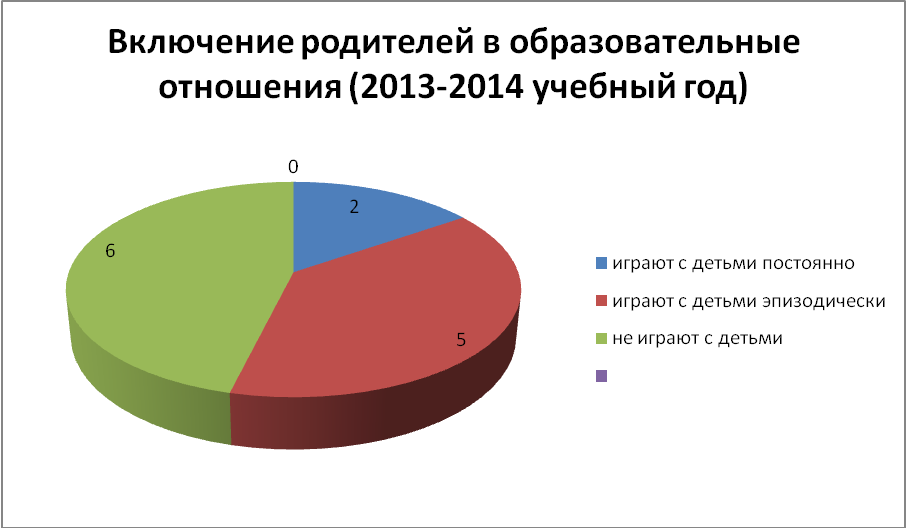 Включение родителей в образовательные
отношения (2013-2014 учебный год)
0
2
6
5
играют с детьми постоянно
играют с детьми эпизодически
не играют с детьми